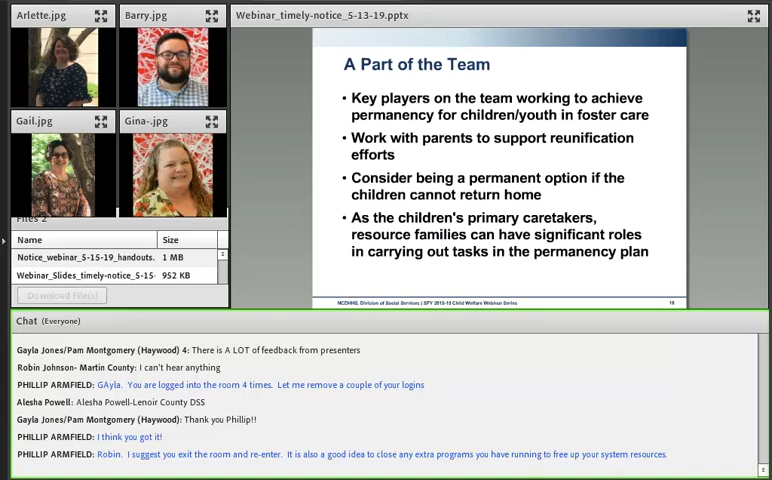 Arlette.jpg
Barry.jpg
Webinar_timely-notice_5-13-19.pptx
Gail.jpg
Gina-.jpg
A Part of the Team
• Key players on the team working to achieve
permanency for children/youth in foster care
• Work with parents to support reunification
efforts
• Consider being a permanent option if the
children cannot return home
• As the children's primary caretakers,
resource families can have significant roles
in carrying out tasks in the permanency plan
NCDHHS, Division of Social Services | SFY 2018-19 Child Welfare Webinar Series
Files 2
Name Size
Notice_webinar_5-15-19_handouts. 1 MB
Webinar_Slides_timely-notice_5-15- 952 KB
Download File(s)
Chat (Everyone)
Gayla Jones/Pam Montgomery (Haywood) 4: There is A LOT of feedback from presenters
Robin Johnson- Martin County: I can't hear anything
PHILLIP ARMFIELD: GAyla. You are logged into the room 4 times. Let me remove a couple of your logins
Alesha Powell: Alesha Powell-Lenoir County DSS
Gayla Jones/Pam Montgomery (Haywood): Thank you Phillip!!
PHILLIP ARMFIELD: I think you got it!
PHILLIP ARMFIELD: Robin. I suggest you exit the room and re-enter. It is also a good idea to close any extra programs you have running to free up your system resources.